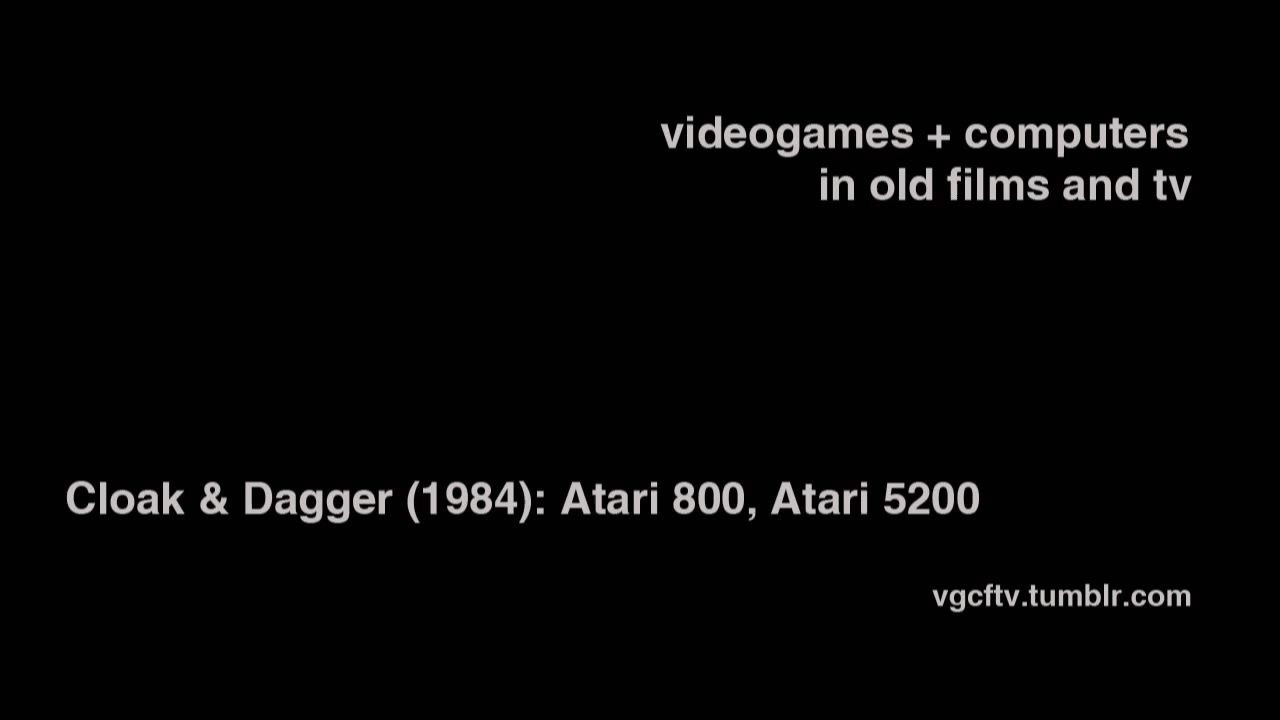 videogames + computers
in old films and tv
Cloak & Dagger (1984): Atari 800, Atari 5200
vgcftv.tumblr.com